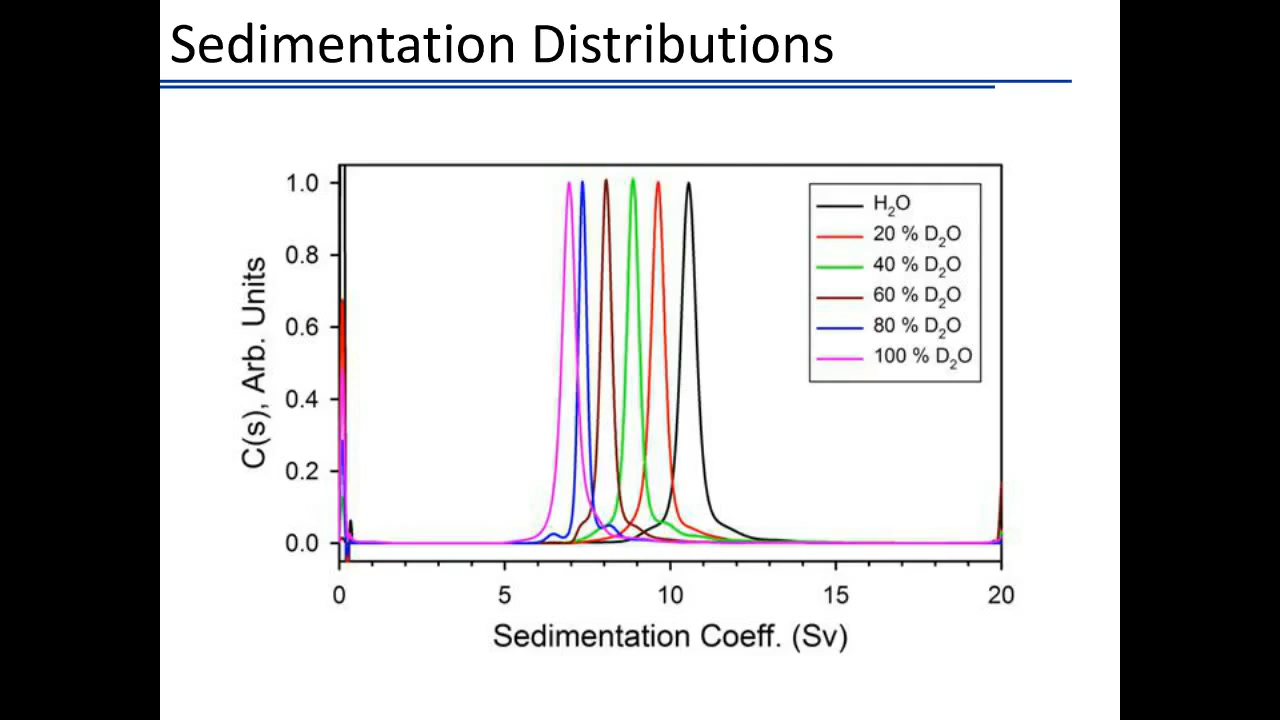 Sedimentation Distributions
C(s), Arb. Units
1.0
0.8
0.6
0.4
0.2
0.0
0 5 10 15 20
Sedimentation Coeff. (Sv)
H₂O
20 % D₂O
40 % D₂O
60 % D₂O
80 % D₂O
100 % D₂O